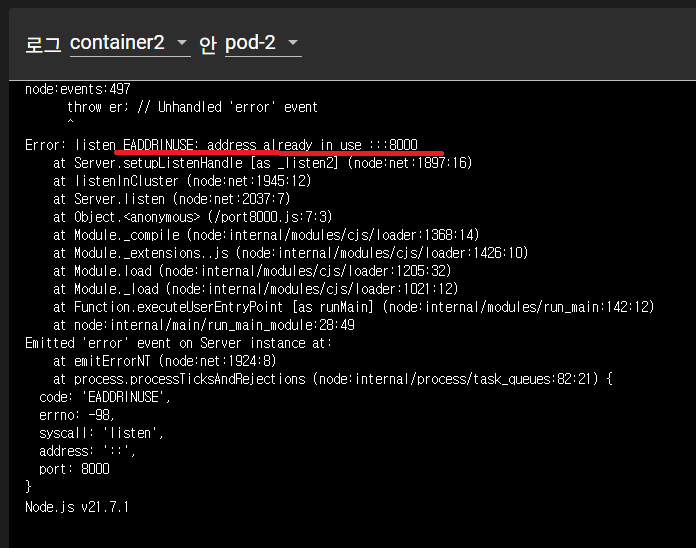 로그 container2 안 pod-2
node:events:497
throw er; // Unhandled 'error' event
^
Error: listen EADDRINUSE: address already in use :::8000
at Server.setupListenHandle [as _listen2] (node:net:1897:16)
at listenInCluster (node:net:1945:12)
at Server.listen (node:net:2037:7)
at Object.<anonymous> (/port8000.js:7:3)
at Module._compile (node:internal/modules/cjs/loader:1368:14)
at Module._extensions..js (node:internal/modules/cjs/loader:1426:10)
at Module.load (node:internal/modules/cjs/loader:1205:32)
at Module._load (node:internal/modules/cjs/loader:1021:12)
at Function.executeUserEntryPoint [as runMain] (node:internal/modules/run_main:142:12)
at node:internal/main/run_main_module:28:49
Emitted 'error' event on Server instance at:
at emitErrorNT (node:net:1924:8)
at process.processTicksAndRejections (node:internal/process/task_queues:82:21) {
code: 'EADDRINUSE',
errno: -98,
syscall: 'listen',
address: '::',
port: 8000
}
Node.js v21.7.1